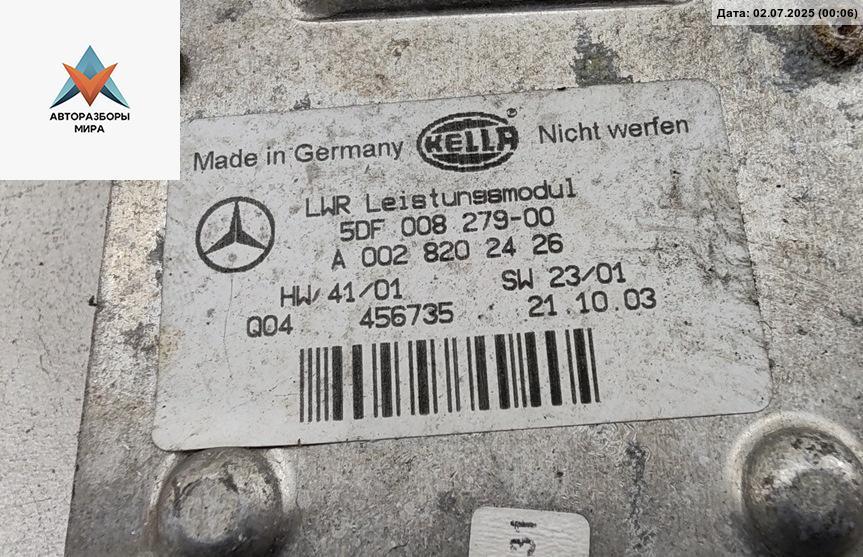 Дата: 02.07.2025 (00:06)
АВТОРАЗБОРЫ
МИРА
Made in Germany HELLA® Nicht werfen
LWR Leistungsmodul
5DF 008 279-00
A 002 820 24 26
HW 41/01 SW 23/01
Q04 456735 21.10.03
31